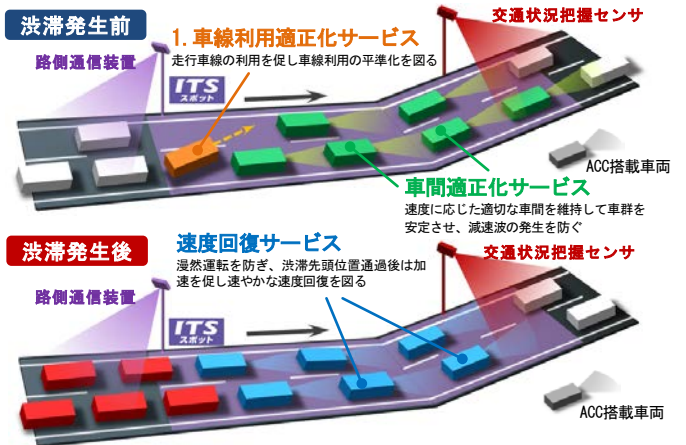 渋滞発生前
1. 車線利用適正化サービス
走行車線の利用を促し車線利用の平準化を図る
交通状況把握センサ
路側通信装置
ITS
スポット
ACC搭載車両
車間適正化サービス
速度に応じた適切な車間を維持して車群を
安定させ、減速波の発生を防ぐ
渋滞発生後
速度回復サービス
漫然運転を防ぎ、渋滞先頭位置通過後は加
速を促し速やかな速度回復を図る
交通状況把握センサ
路側通信装置
ITS
スポット
ACC搭載車両